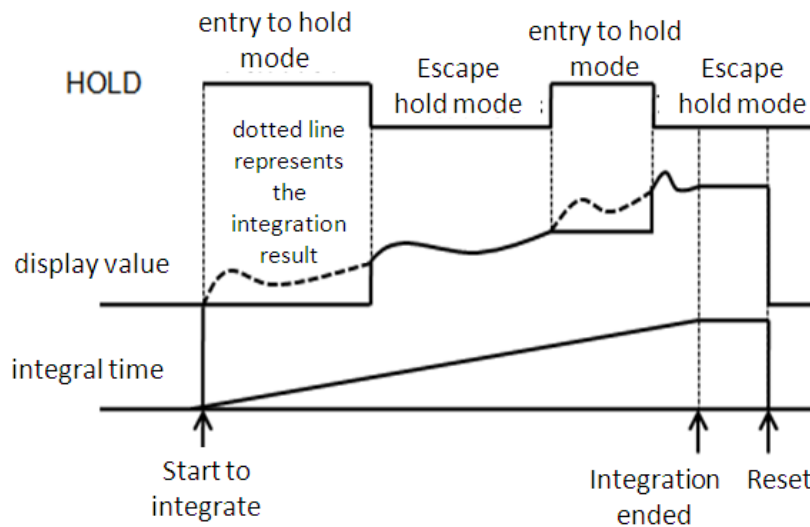 entry to hold
mode
entry to hold
mode
Escape
hold mode
Escape
hold mode
HOLD
dotted line
represents
the
integration
result
display value
integral time
Start to
integrate
Integration
ended
Reset